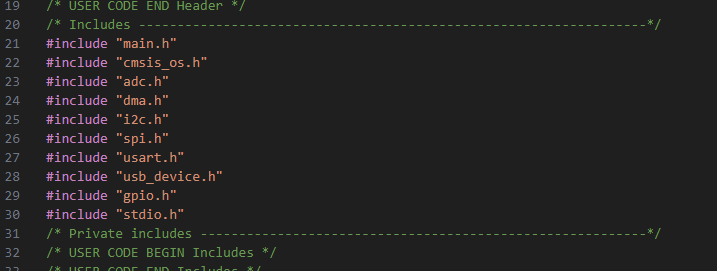 19 /* USER CODE END Header */
20 /* Includes ------------------------------------------------------------------*/
21 #include "main.h"
22 #include "cmsis_os.h"
23 #include "adc.h"
24 #include "dma.h"
25 #include "i2c.h"
26 #include "spi.h"
27 #include "usart.h"
28 #include "usb_device.h"
29 #include "gpio.h"
30 #include "stdio.h"
31 /* Private includes ----------------------------------------------------------*/
32 /* USER CODE BEGIN Includes */
33 /* USER CODE END Includes */